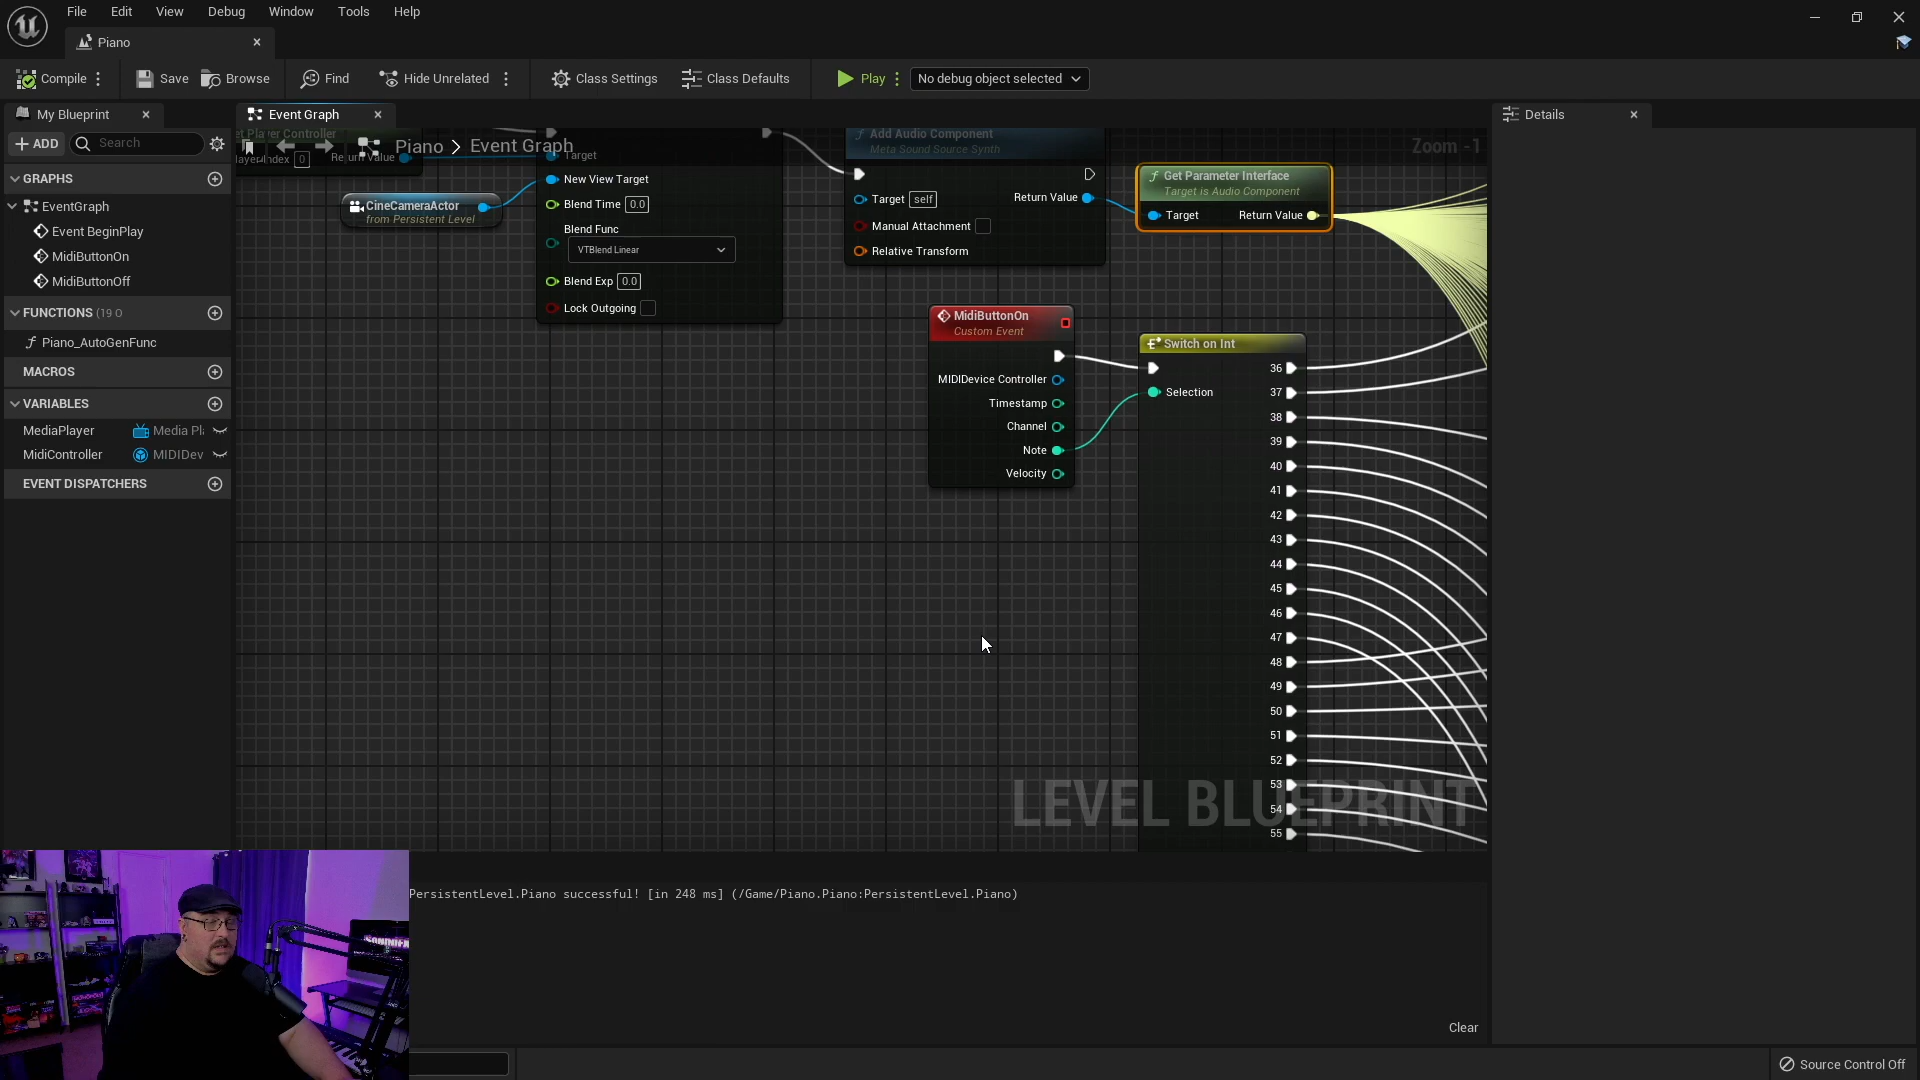 File Edit View Debug Window Tools Help
Piano
Compile Save Browse Find Hide Unrelated Class Settings Class Defaults Play No debug object selected
My Blueprint
ADD Search
GRAPHS
EventGraph
Event BeginPlay
MidiButtonOn
MidiButtonOff
FUNCTIONS (19 O
Piano_AutoGenFunc
MACROS
VARIABLES
MediaPlayer Media Pl
MidiController MIDIDev
EVENT DISPATCHERS
Event Graph
Piano > Event Graph
Zoom -1
Player Controller
Index 0 Return Value
CineCameraActor
from Persistent Level
Target
New View Target
Blend Time 0.0
Blend Func
VTBlend Linear
Blend Exp 0.0
Lock Outgoing
Add Audio Component
Meta Sound Source Synth
Target self Return Value
Manual Attachment
Relative Transform
Get Parameter Interface
Target is Audio Component
Target Return Value
MidiButtonOn
Custom Event
MIDIDevice Controller
Timestamp
Channel
Note
Velocity
Switch on Int
Selection
36
37
38
39
40
41
42
43
44
45
46
47
48
49
50
51
52
53
54
55
LEVEL BLUEPRINT
PersistentLevel.Piano successful! [in 248 ms] (/Game/Piano.Piano:PersistentLevel.Piano)
Clear
Details
Source Control Off